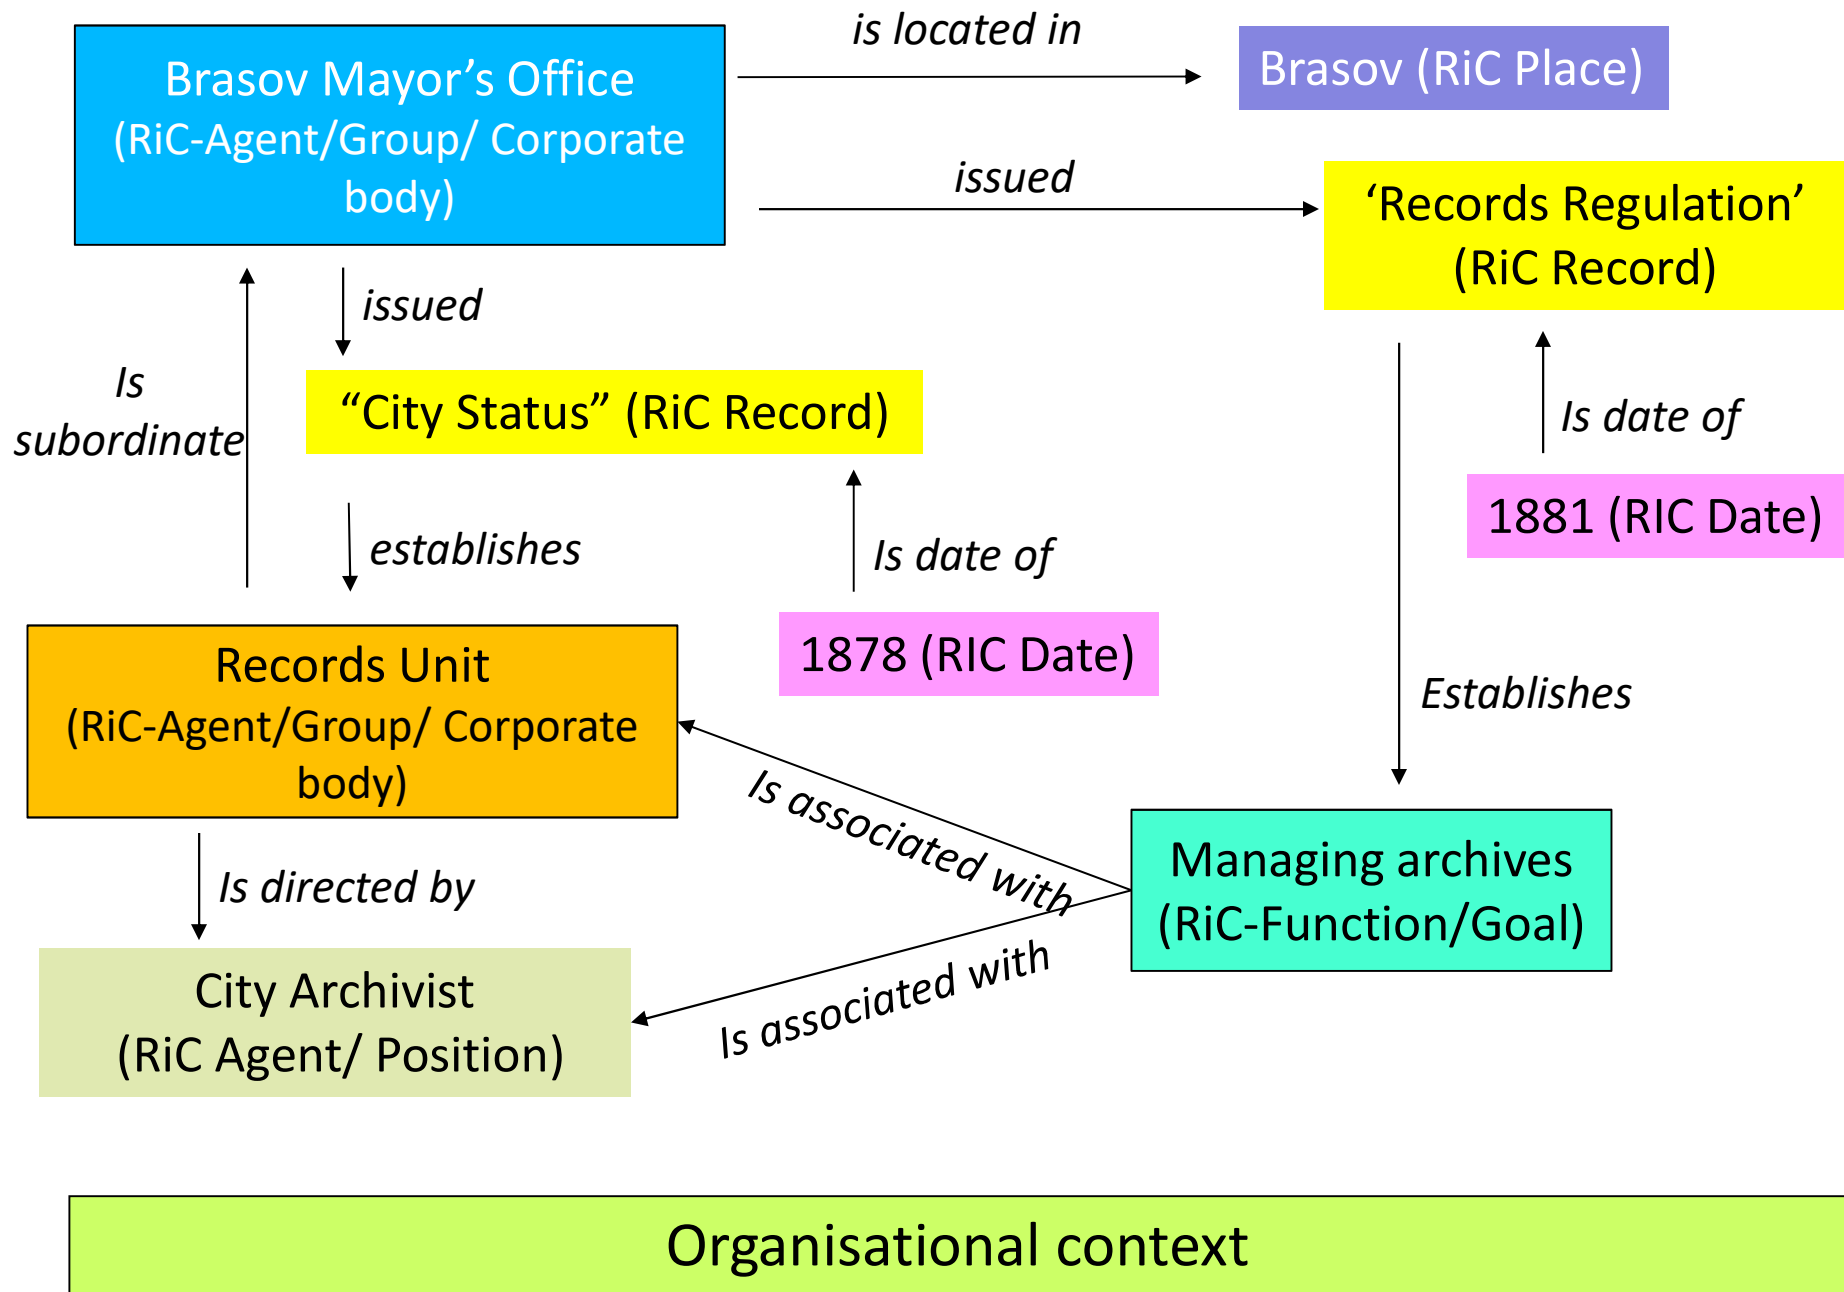 is located in
Brasov Mayor’s Office
(RiC-Agent/Group/ Corporate
body)
Brasov (RiC Place)
issued
‘Records Regulation’
(RiC Record)
issued
Is
subordinate
“City Status” (RiC Record)
Is date of
1881 (RIC Date)
establishes
Is date of
1878 (RIC Date)
Records Unit
(RiC-Agent/Group/ Corporate
body)
Establishes
Is associated with
Managing archives
(RiC-Function/Goal)
Is directed by
Is associated with
City Archivist
(RiC Agent/ Position)
Organisational context